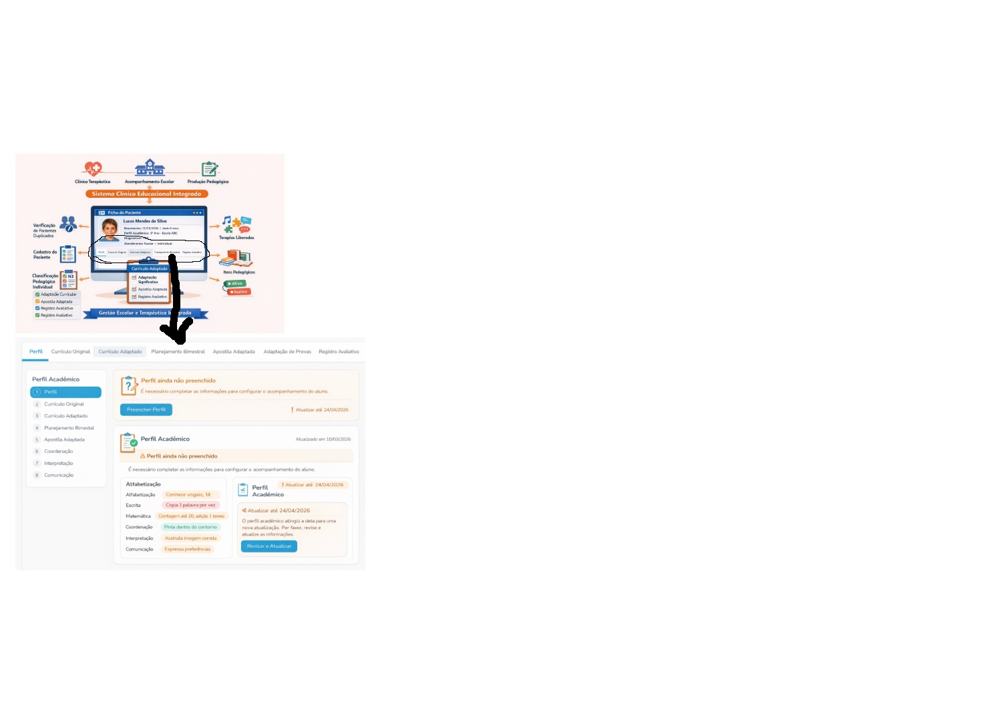 Clínica Terapêutica
Acompanhamento Escolar
Produção Pedagógica
Sistema Clínico Educacional Integrado
Ficha do Paciente
Lucas Mendes da Silva
Nascimento: 12/05/2016 | Idade 8 anos
Perfil Acadêmico: 3º Ano - Escola ABC
Diagnóstico:
Atendimento: Escolar + Individual
Perfil
Currículo Original
Currículo Adaptado
Planejamento Bimestral
Registro Avaliativo
Verificação
de Pacientes
Duplicados
Cadastro do
Paciente
Classificação
Pedagógica
Individual
N3
Adaptação Curricular
Apostila Adaptada
Registro Avaliativo
Registro Avaliativo
Currículo Adaptado
Adaptação
Significativa
Apostila Adaptada
Registro Avaliativo
Terapias Liberadas
Itens Pedagógicos
Ativo
Inativo
Gestão Escolar e Terapêutica Integrada
Perfil
Currículo Original
Currículo Adaptado
Planejamento Bimestral
Apostila Adaptada
Adaptação de Provas
Registro Avaliativo
Perfil Académico
1 Perfil
2 Currículo Original
3 Currículo Adaptado
4 Planejamento Bimestal
5 Apostila Adaptada
6 Coordenação
7 Interpretação
8 Comunicação
Perfil ainda não preenchido
É necessário completar as informações para configurar o acompanhamento do aluno.
Preencher Perfil
! Atualizar até 24/04/2026
Perfil Académico
Atualizado em 10/03/2026
Perfil ainda não preenchido
É necessário completar as informações para configurar o acompanhamento do aluno.
Alfabetização
Alfabetização Conhece vogais, 1ê
Escrita Copia 1 palavra por vez
Matemática Contagem até 20, adição 1 termo
Coordenação Pinta dentro do contorno
Interpretação Assinala imagem correta
Comunicação Expressa preferências
! Atualizar até 24/04/2026
Perfil
Académico
Atualizar até 24/04/2026
O perfil acadêmico atingiú a deta para uma
nova atualização. Per favor, revise e
atualize as informações.
Revisar e Atualizar